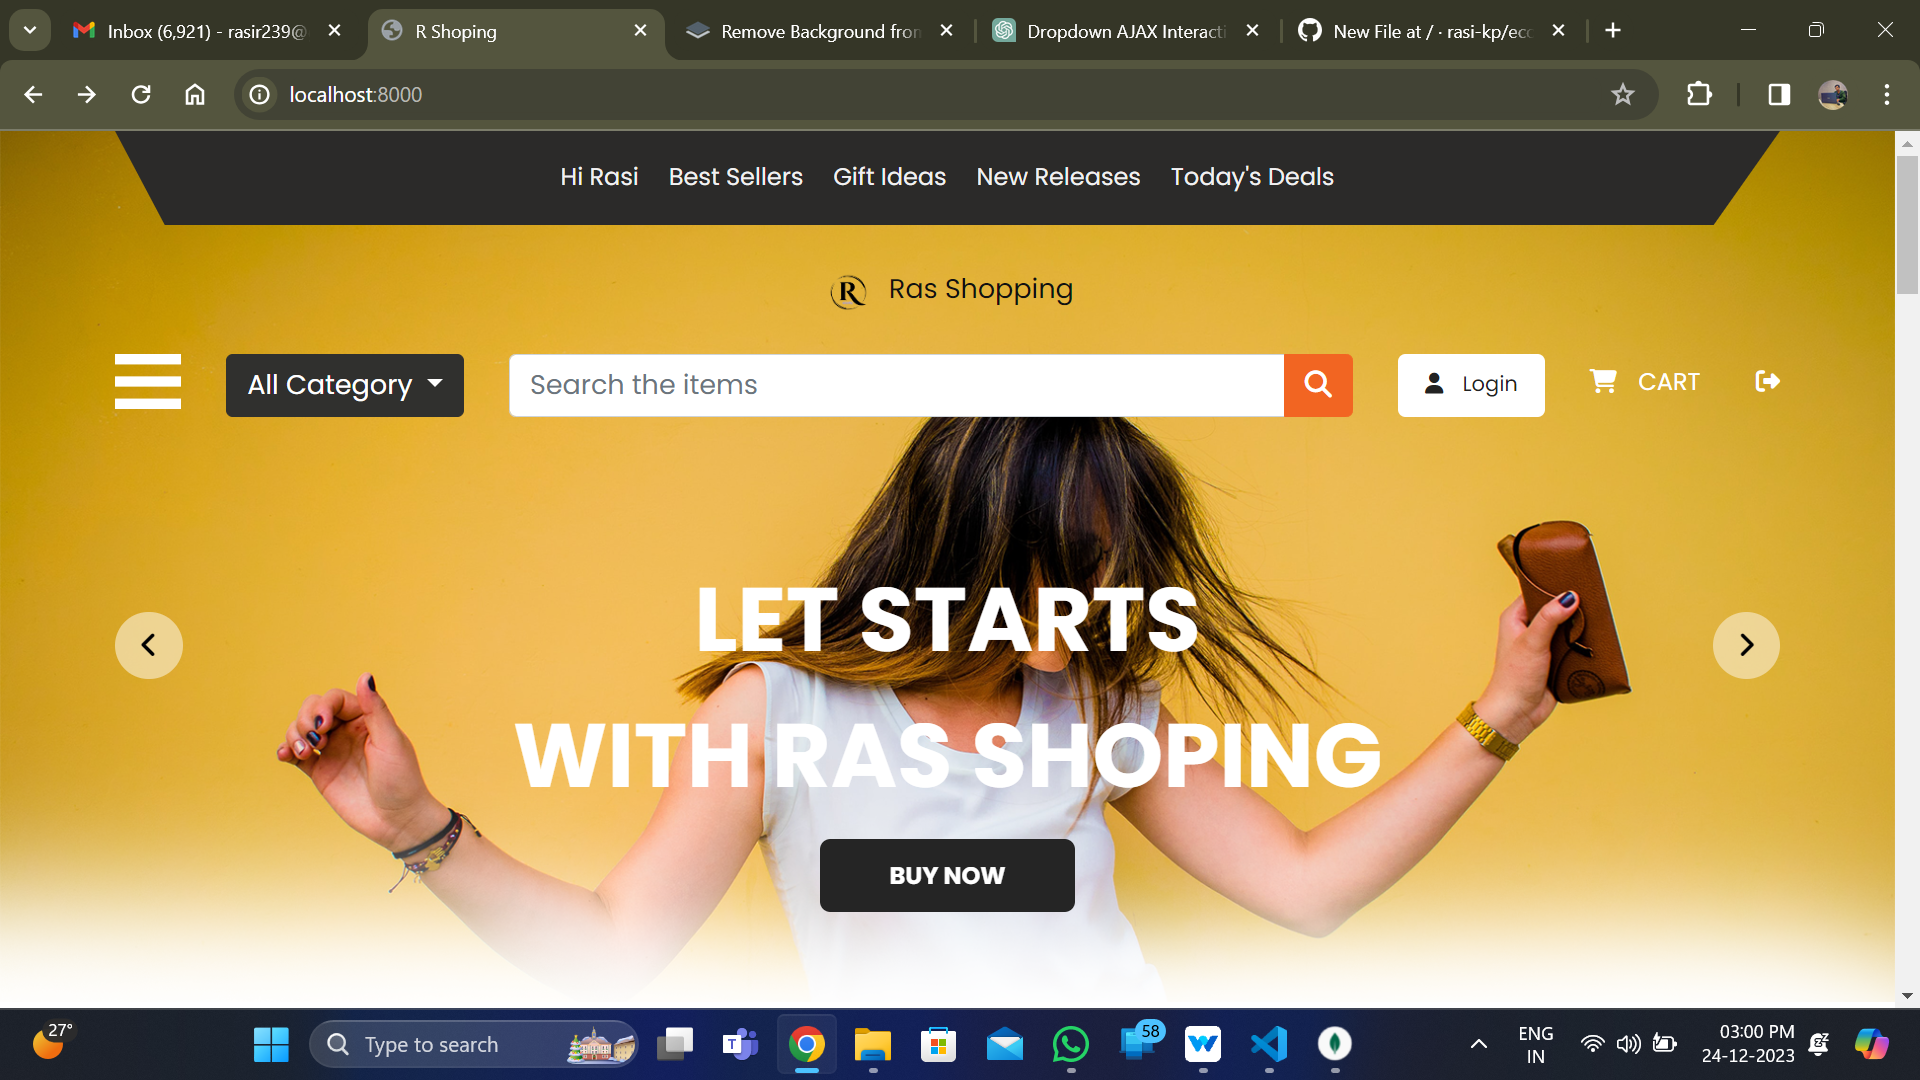 Inbox (6,921) - rasir239@
R Shoping
Remove Background fron
Dropdown AJAX Interacti
New File at / · rasi-kp/ecc
localhost:8000
Hi Rasi Best Sellers Gift Ideas New Releases Today's Deals
R Ras Shopping
All Category
Search the items
Login
CART
LET STARTS
WITH RAS SHOPING
BUY NOW
27°
Type to search
58
ENG
IN
03:00 PM
24-12-2023